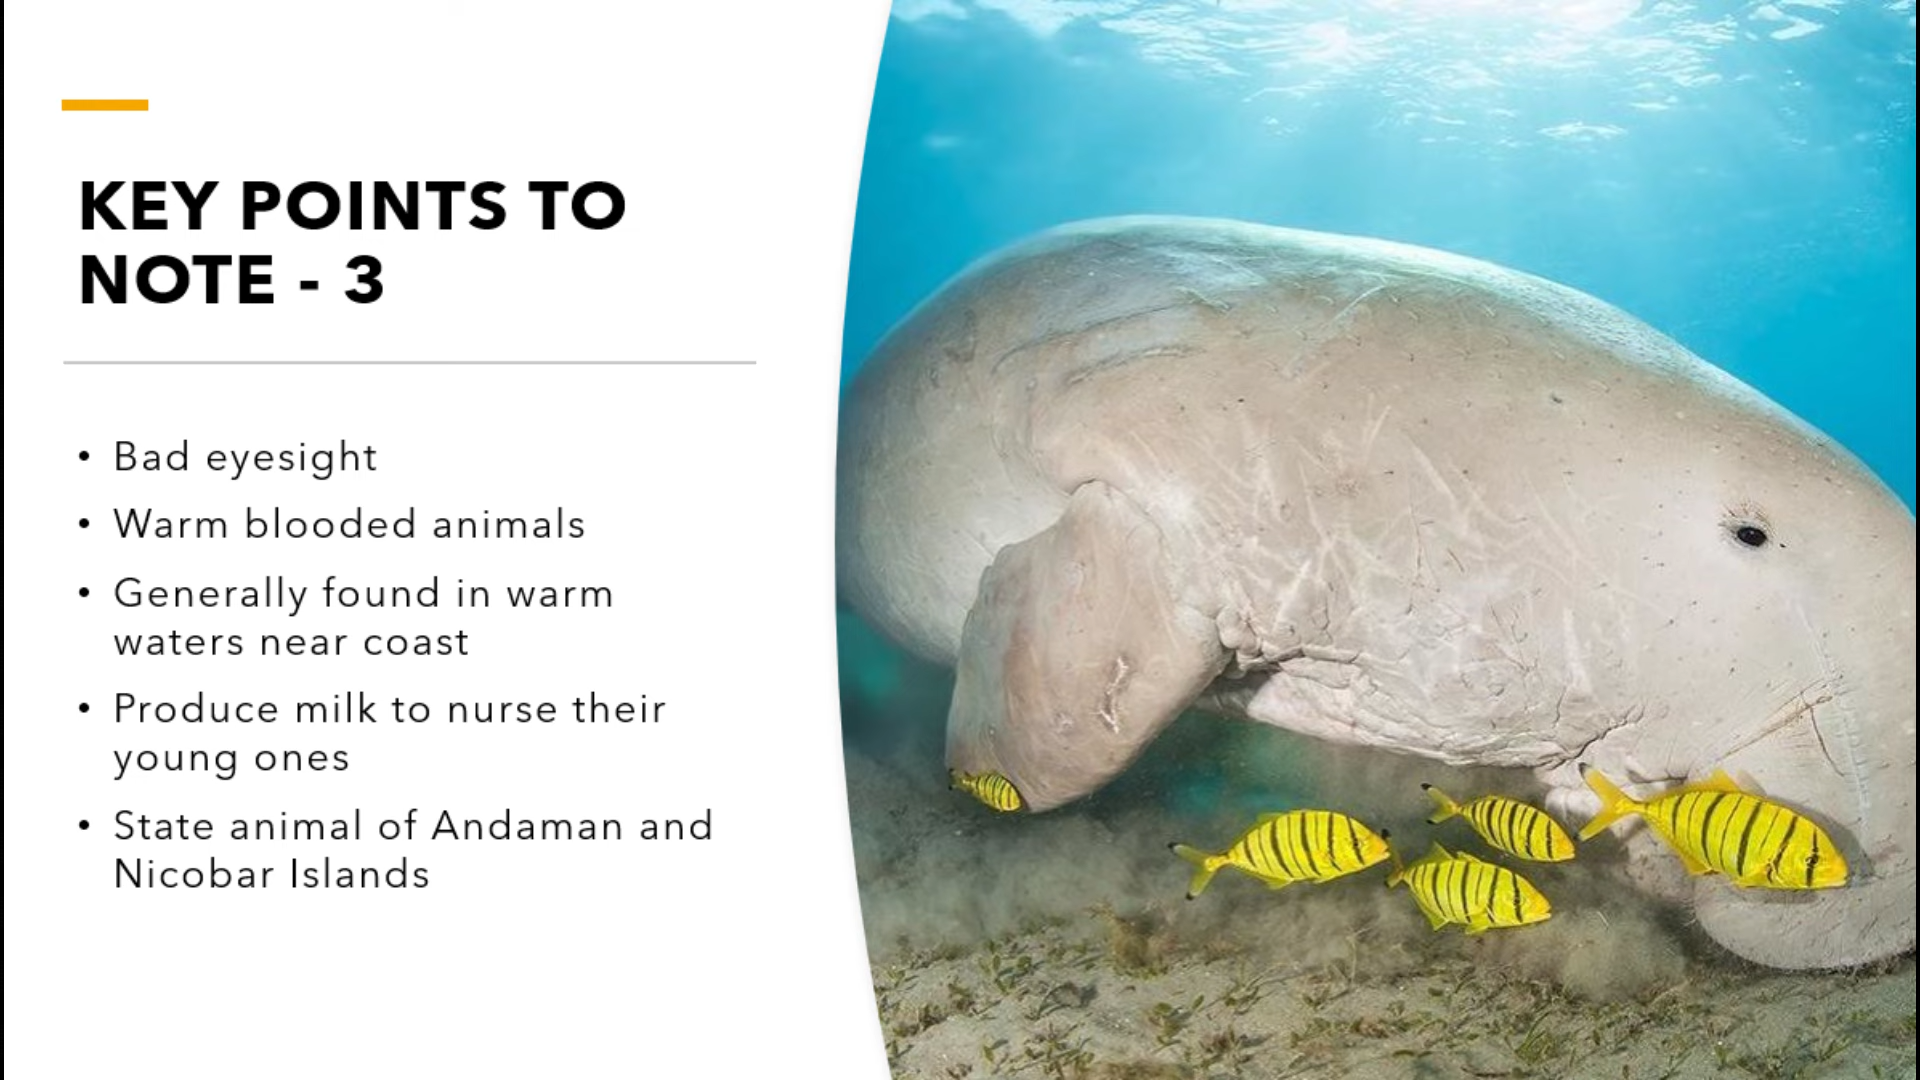 KEY POINTS TO
NOTE - 3
• Bad eyesight
• Warm blooded animals
• Generally found in warm
waters near coast
• Produce milk to nurse their
young ones
• State animal of Andaman and
Nicobar Islands